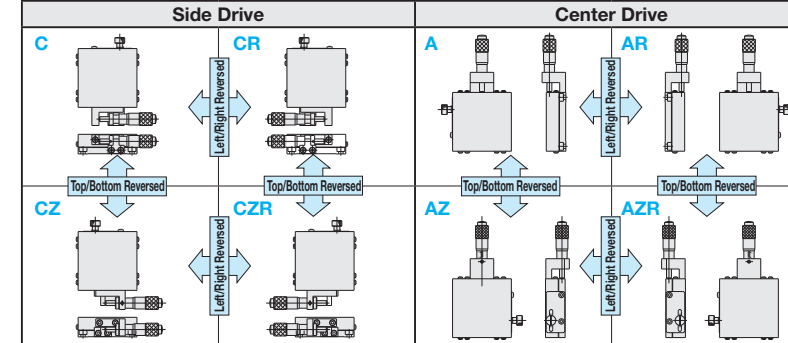 Side Drive
Center Drive
C
Left/Right Reversed
CR
A
Left/Right Reversed
AR
Top/Bottom Reversed
Top/Bottom Reversed
Top/Bottom Reversed
Top/Bottom Reversed
CZ
Left/Right Reversed
CZR
AZ
Left/Right Reversed
AZR